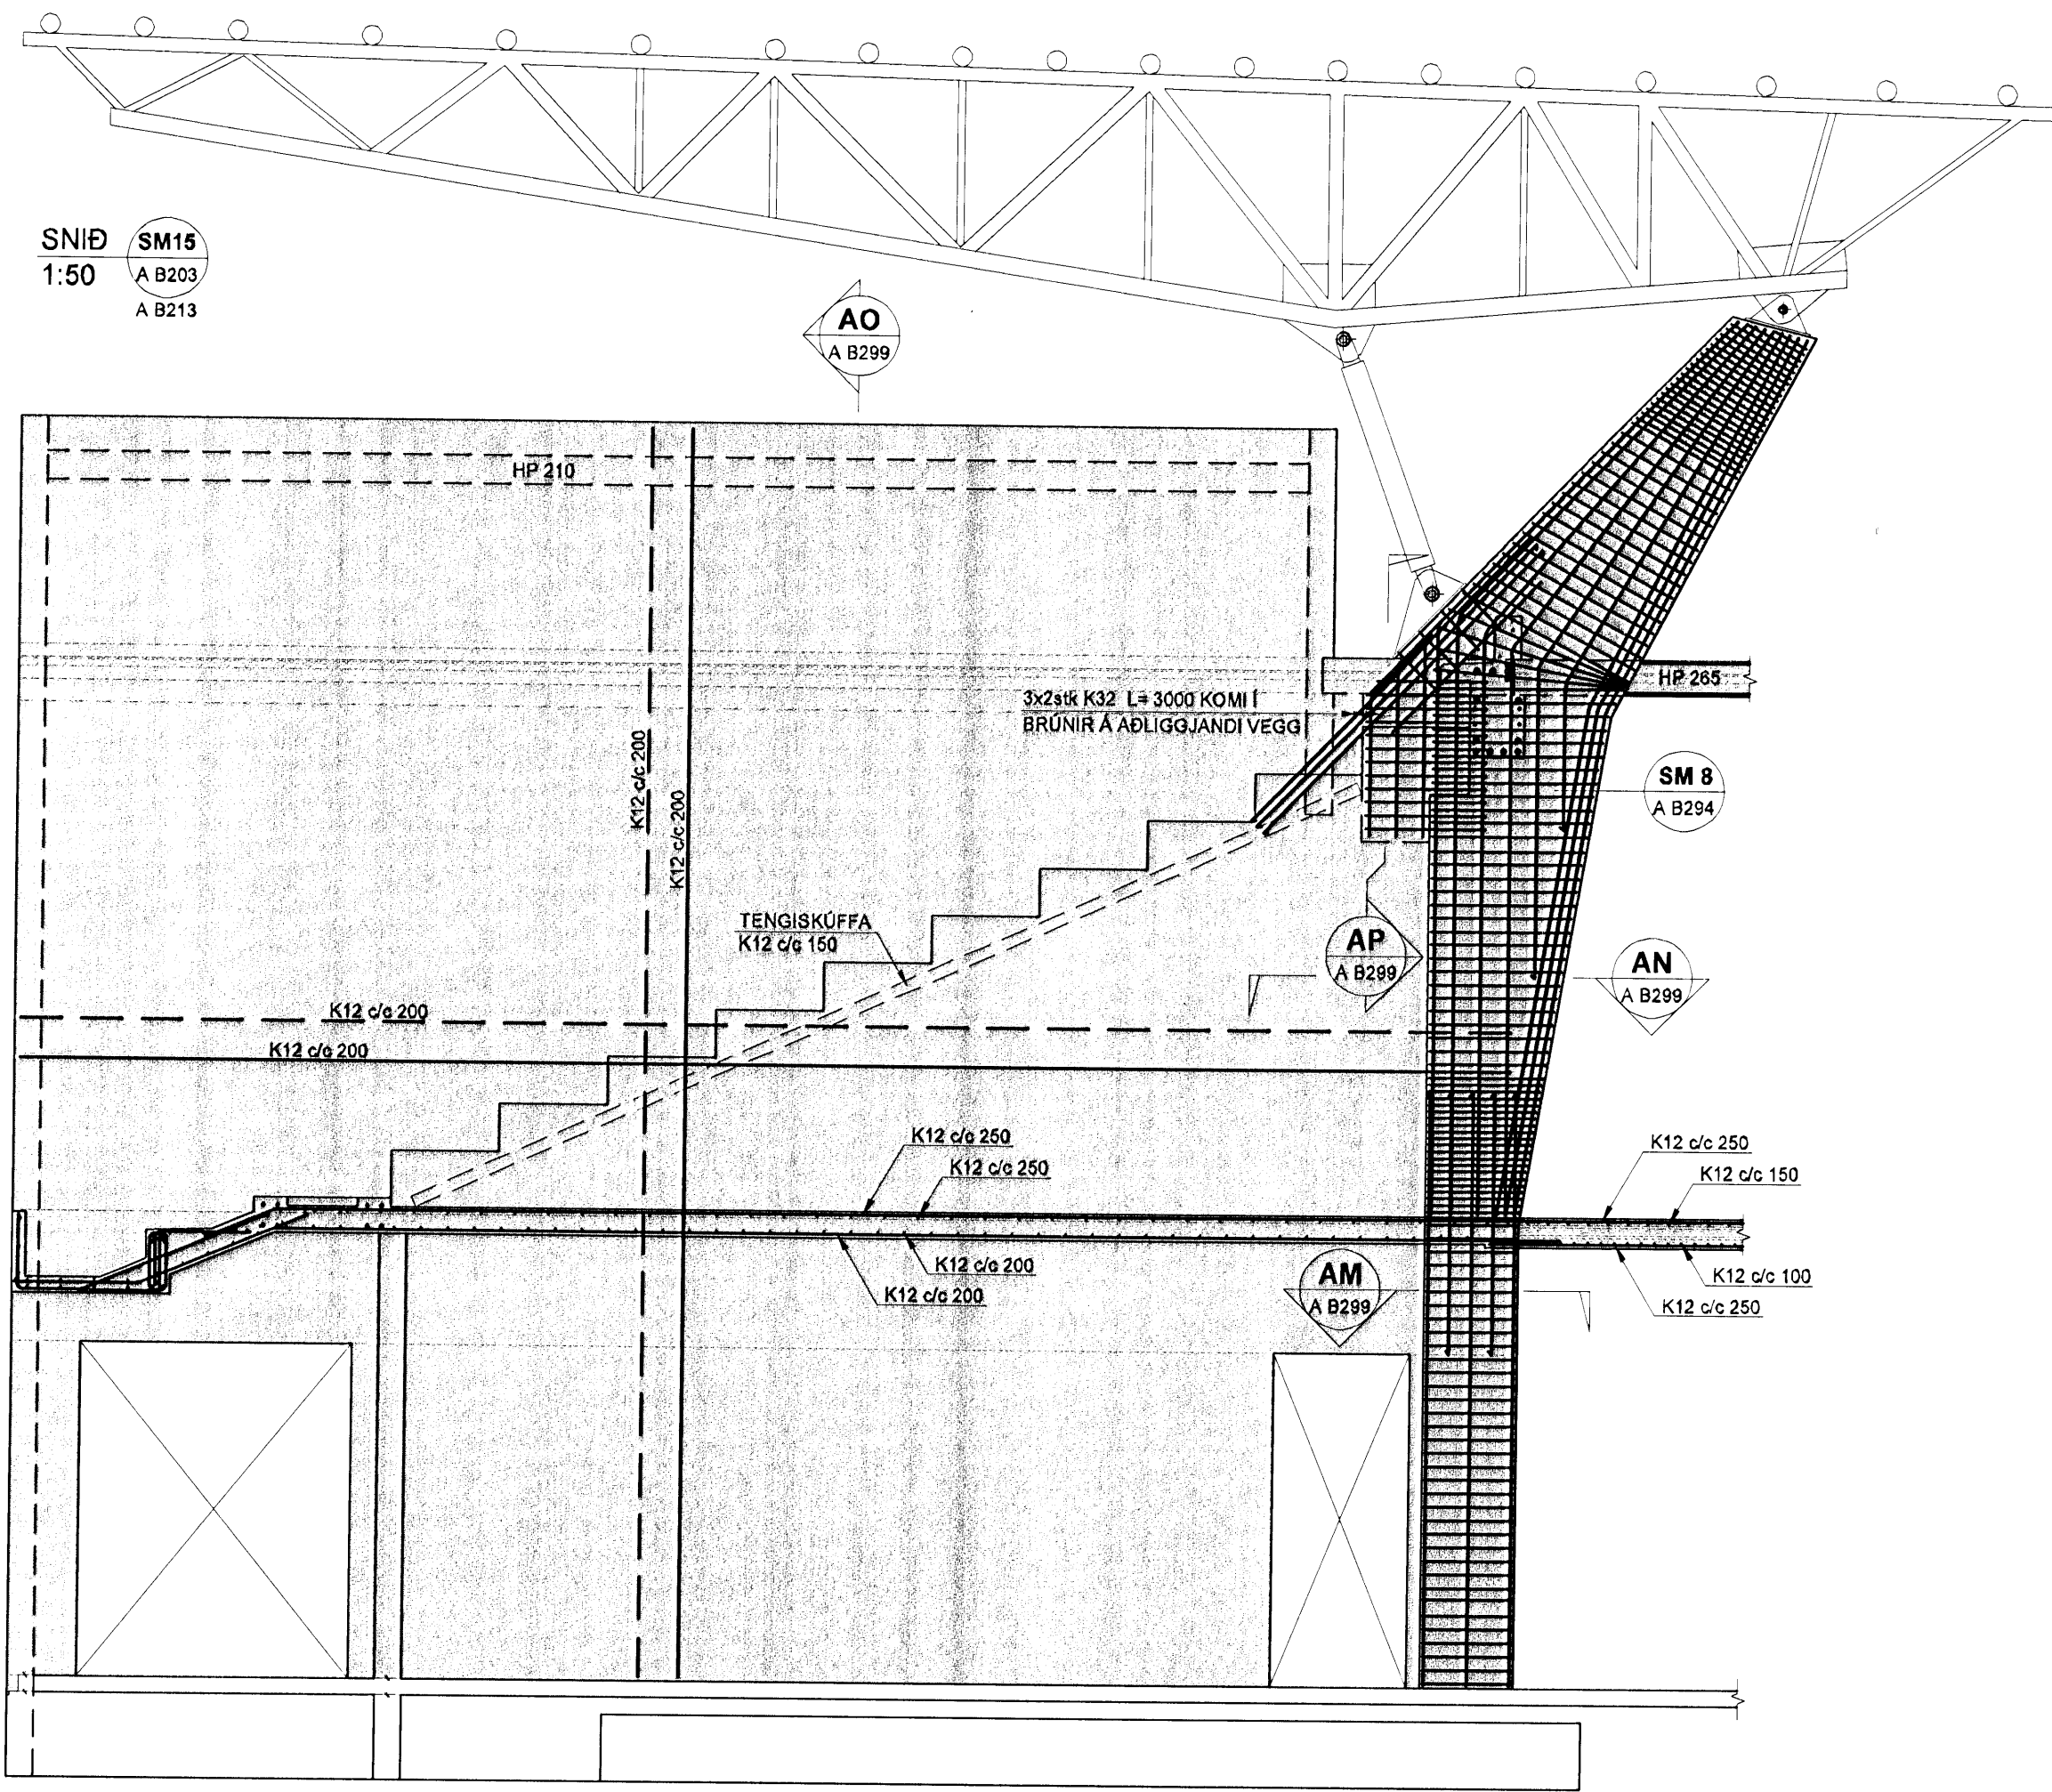 SNIÐ
1:50
SM15
A B203
A B213
AO
A B299
HP 210
HP 265
3x2stk K32 L= 3000 KOMI Í
BRÚNIR Á AÐLIGGJANDI VEGG
K12 c/c 200
K12 c/c 200
SM 8
A B294
TENGISKÚFFA
K12 c/c 150
AP
A B299
AN
A B299
K12 c/c 200
K12 c/c 200
K12 c/c 250
K12 c/c 250
K12 c/c 250
K12 c/c 150
K12 c/c 200
K12 c/c 200
AM
A B299
K12 c/c 100
K12 c/c 250